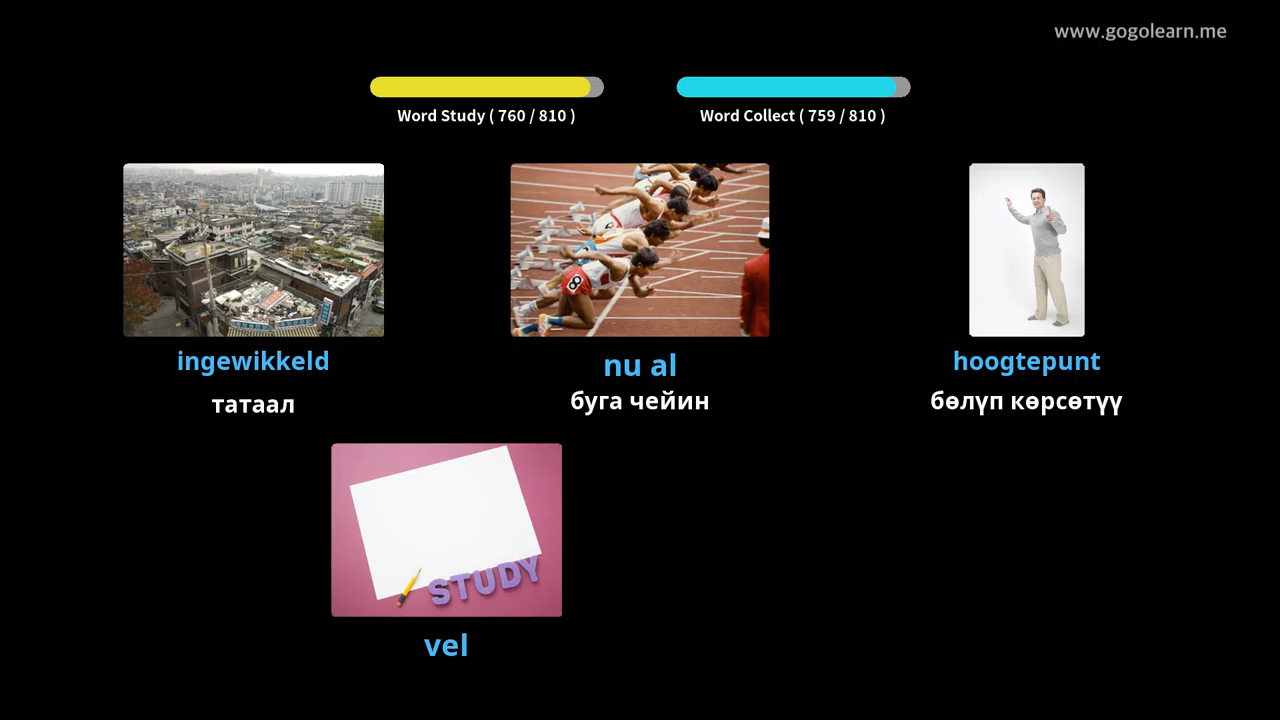 www.gogolearn.me
Word Study ( 760 / 810 )
Word Collect ( 759 / 810 )
ingewikkeld
татаал
nu al
буга чейин
hoogtepunt
бөлүп көрсөтүү
STUDY
vel